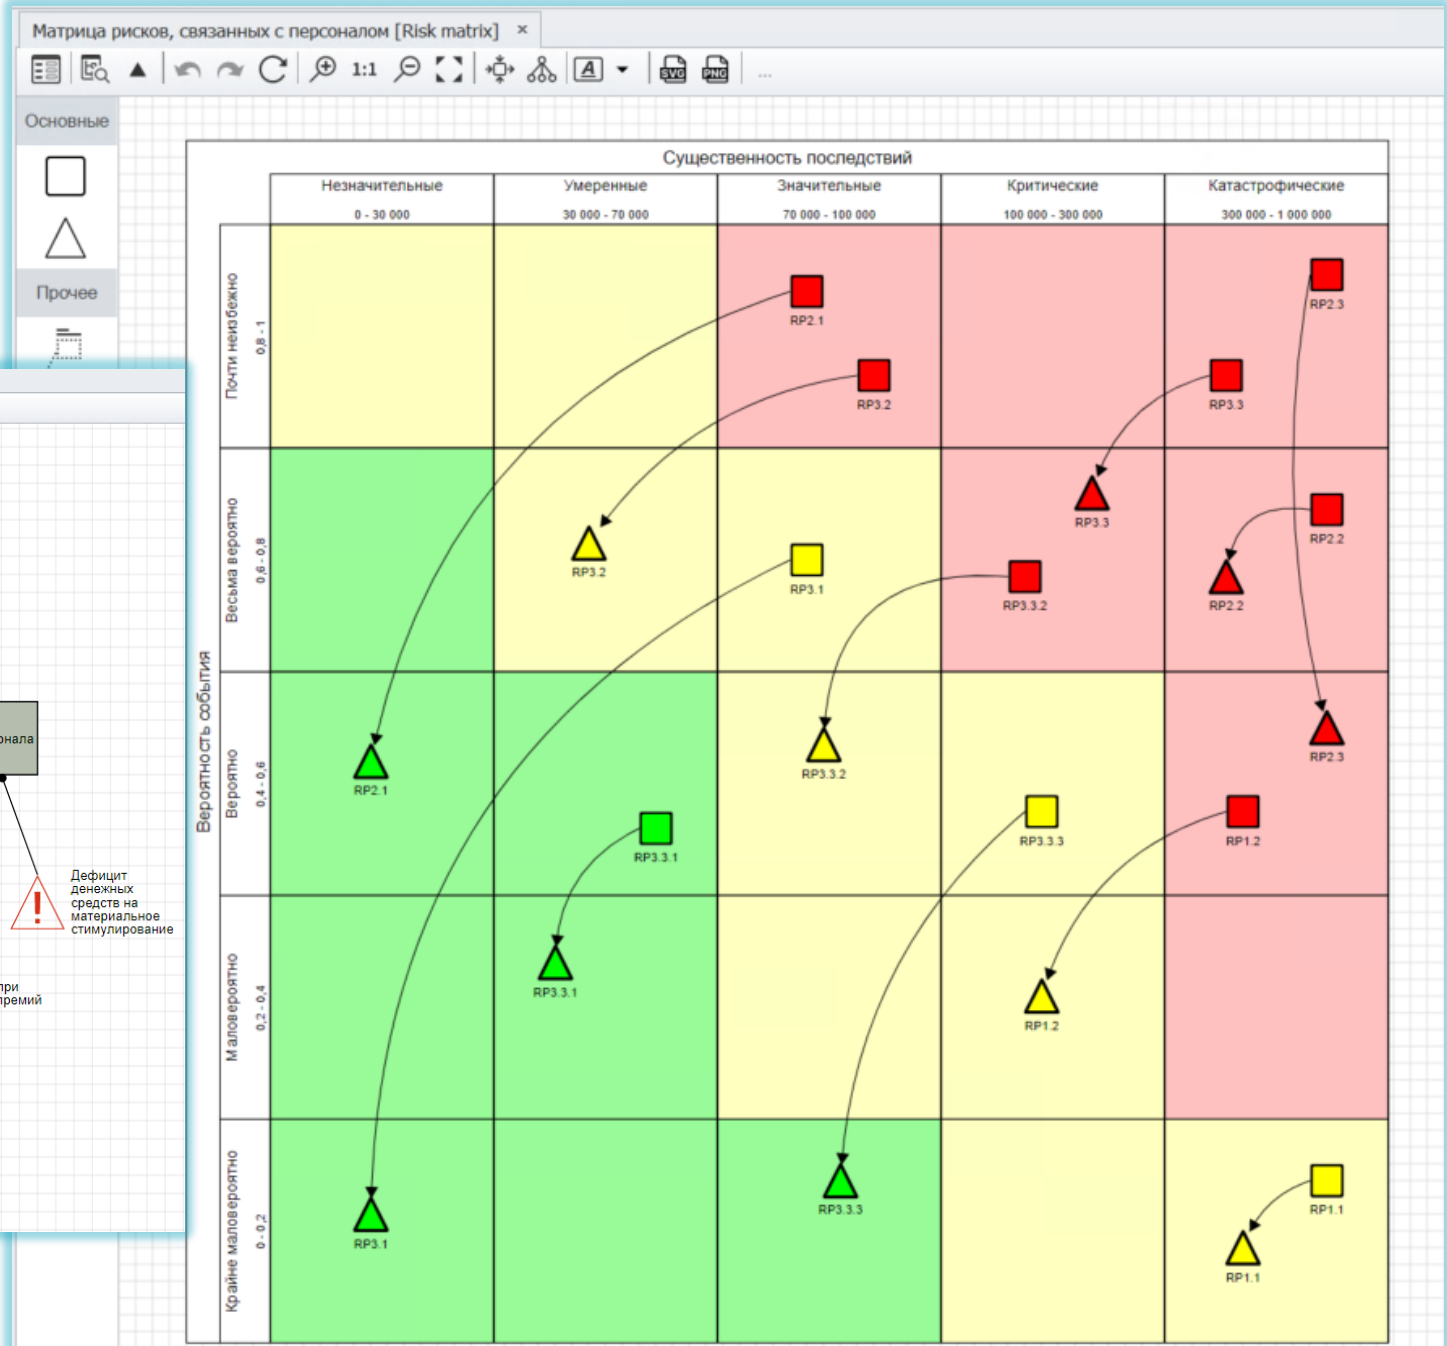 Матрица рисков, связанных с персоналом [Risk matrix] ×
1:1
A
SVG
PNG
...
Основные
Прочее
Существенность последствий
Незначительные
0 - 30 000
Умеренные
30 000 - 70 000
Значительные
70 000 - 100 000
Критические
100 000 - 300 000
Катастрофические
300 000 - 1 000 000
Вероятность события
Почти неизбежно
0,8 - 1
RP2.1
RP2.3
RP3.2
RP3.3
Весьма вероятно
0,6 - 0,8
RP3.3
RP2.2
RP3.2
RP3.1
RP3.3.2
RP2.2
Вероятно
0,4 - 0,6
RP2.3
RP3.3.2
RP2.1
RP3.3.1
RP3.3.3
RP1.2
Маловероятно
0,2 - 0,4
RP3.3.1
RP1.2
Крайне маловероятно
0 - 0,2
RP3.3.3
RP1.1
RP3.1
RP1.1
онала
!
Дефицит
денежных
средств на
материальное
стимулирование
при
премий